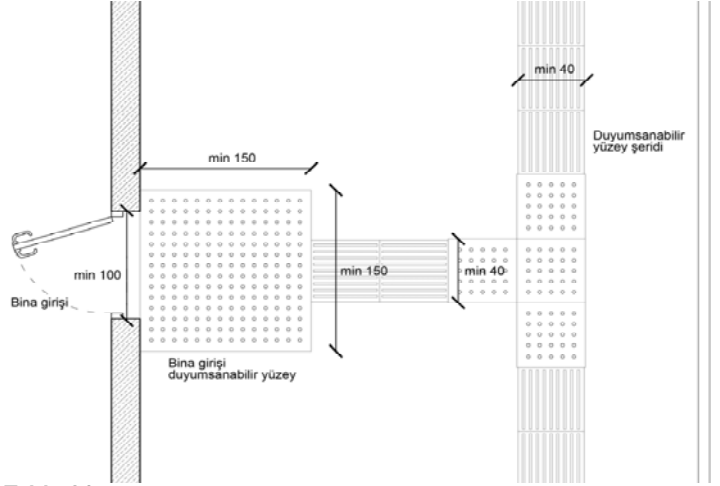 min 40
Duyumsanabilir
yüzey şeridi
min 150
min 100
min 150
min 40
Bina girişi
Bina girişi
duyumsanabilir yüzey